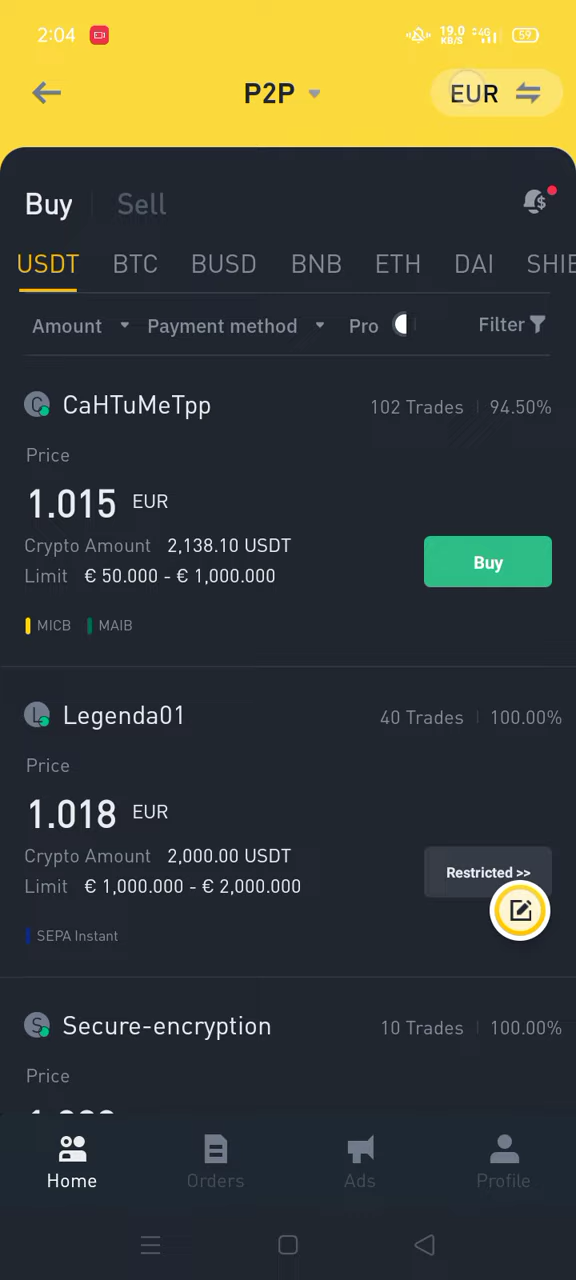 2:04 19.0 KB/S 4G 59
P2P EUR
Buy Sell
USDT BTC BUSD BNB ETH DAI SHIB
Amount Payment method Pro Filter
C CaHTuMeTpp 102 Trades 94.50%
Price
1.015 EUR
Crypto Amount 2,138.10 USDT
Limit € 50.000 - € 1,000.000
Buy
MICB MAIB
L Legenda01 40 Trades 100.00%
Price
1.018 EUR
Crypto Amount 2,000.00 USDT
Limit € 1,000.000 - € 2,000.000
Restricted >>
SEPA Instant
S Secure-encryption 10 Trades 100.00%
Price
Home Orders Ads Profile